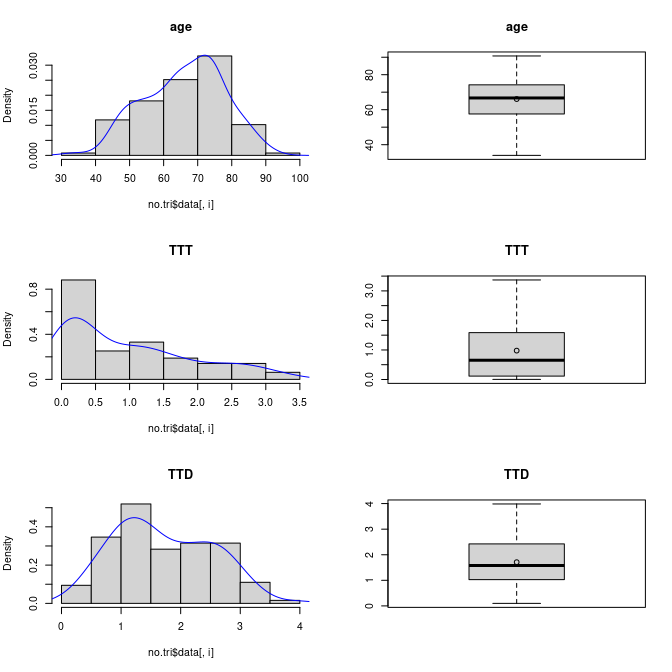 age
Density
0.000 0.015 0.030
30 40 50 60 70 80 90 100
no.tri$data[, i]
age
40 60 80
TTT
Density
0.0 0.4 0.8
0.0 0.5 1.0 1.5 2.0 2.5 3.0 3.5
no.tri$data[, i]
TTT
0.0 1.0 2.0 3.0
TTD
Density
0.0 0.2 0.4
0 1 2 3 4
no.tri$data[, i]
TTD
0 1 2 3 4